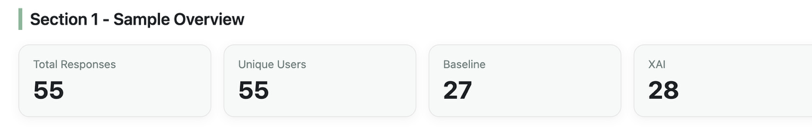 Section 1 - Sample Overview
Total Responses
55
Unique Users
55
Baseline
27
XAI
28